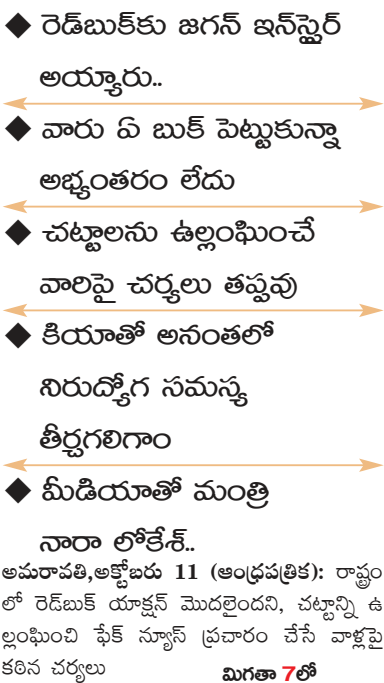 ◆ రెడ్‌బుక్‌కు జగన్ ఇన్‌స్పైర్
అయ్యారు..
◆ వారు ఏ బుక్ పెట్టుకున్నా
అభ్యంతరం లేదు
◆ చట్టాలను ఉల్లంఘించే
వారిపై చర్యలు తప్పవు
◆ కియాతో అనంతలో
నిరుద్యోగ సమస్య
తీర్చగలిగాం
◆ మీడియాతో మంత్రి
నారా లోకేశ్..
అమరావతి,అక్టోబరు 11 (ఆంధ్రపత్రిక): రాష్ట్రం
లో రెడ్‌బుక్ యాక్షన్ మొదలైందని, చట్టాన్ని ఉ
ల్లంఘించి ఫేక్ న్యూస్ ప్రచారం చేసే వాళ్లపై
కఠిన చర్యలు మిగతా 7లో